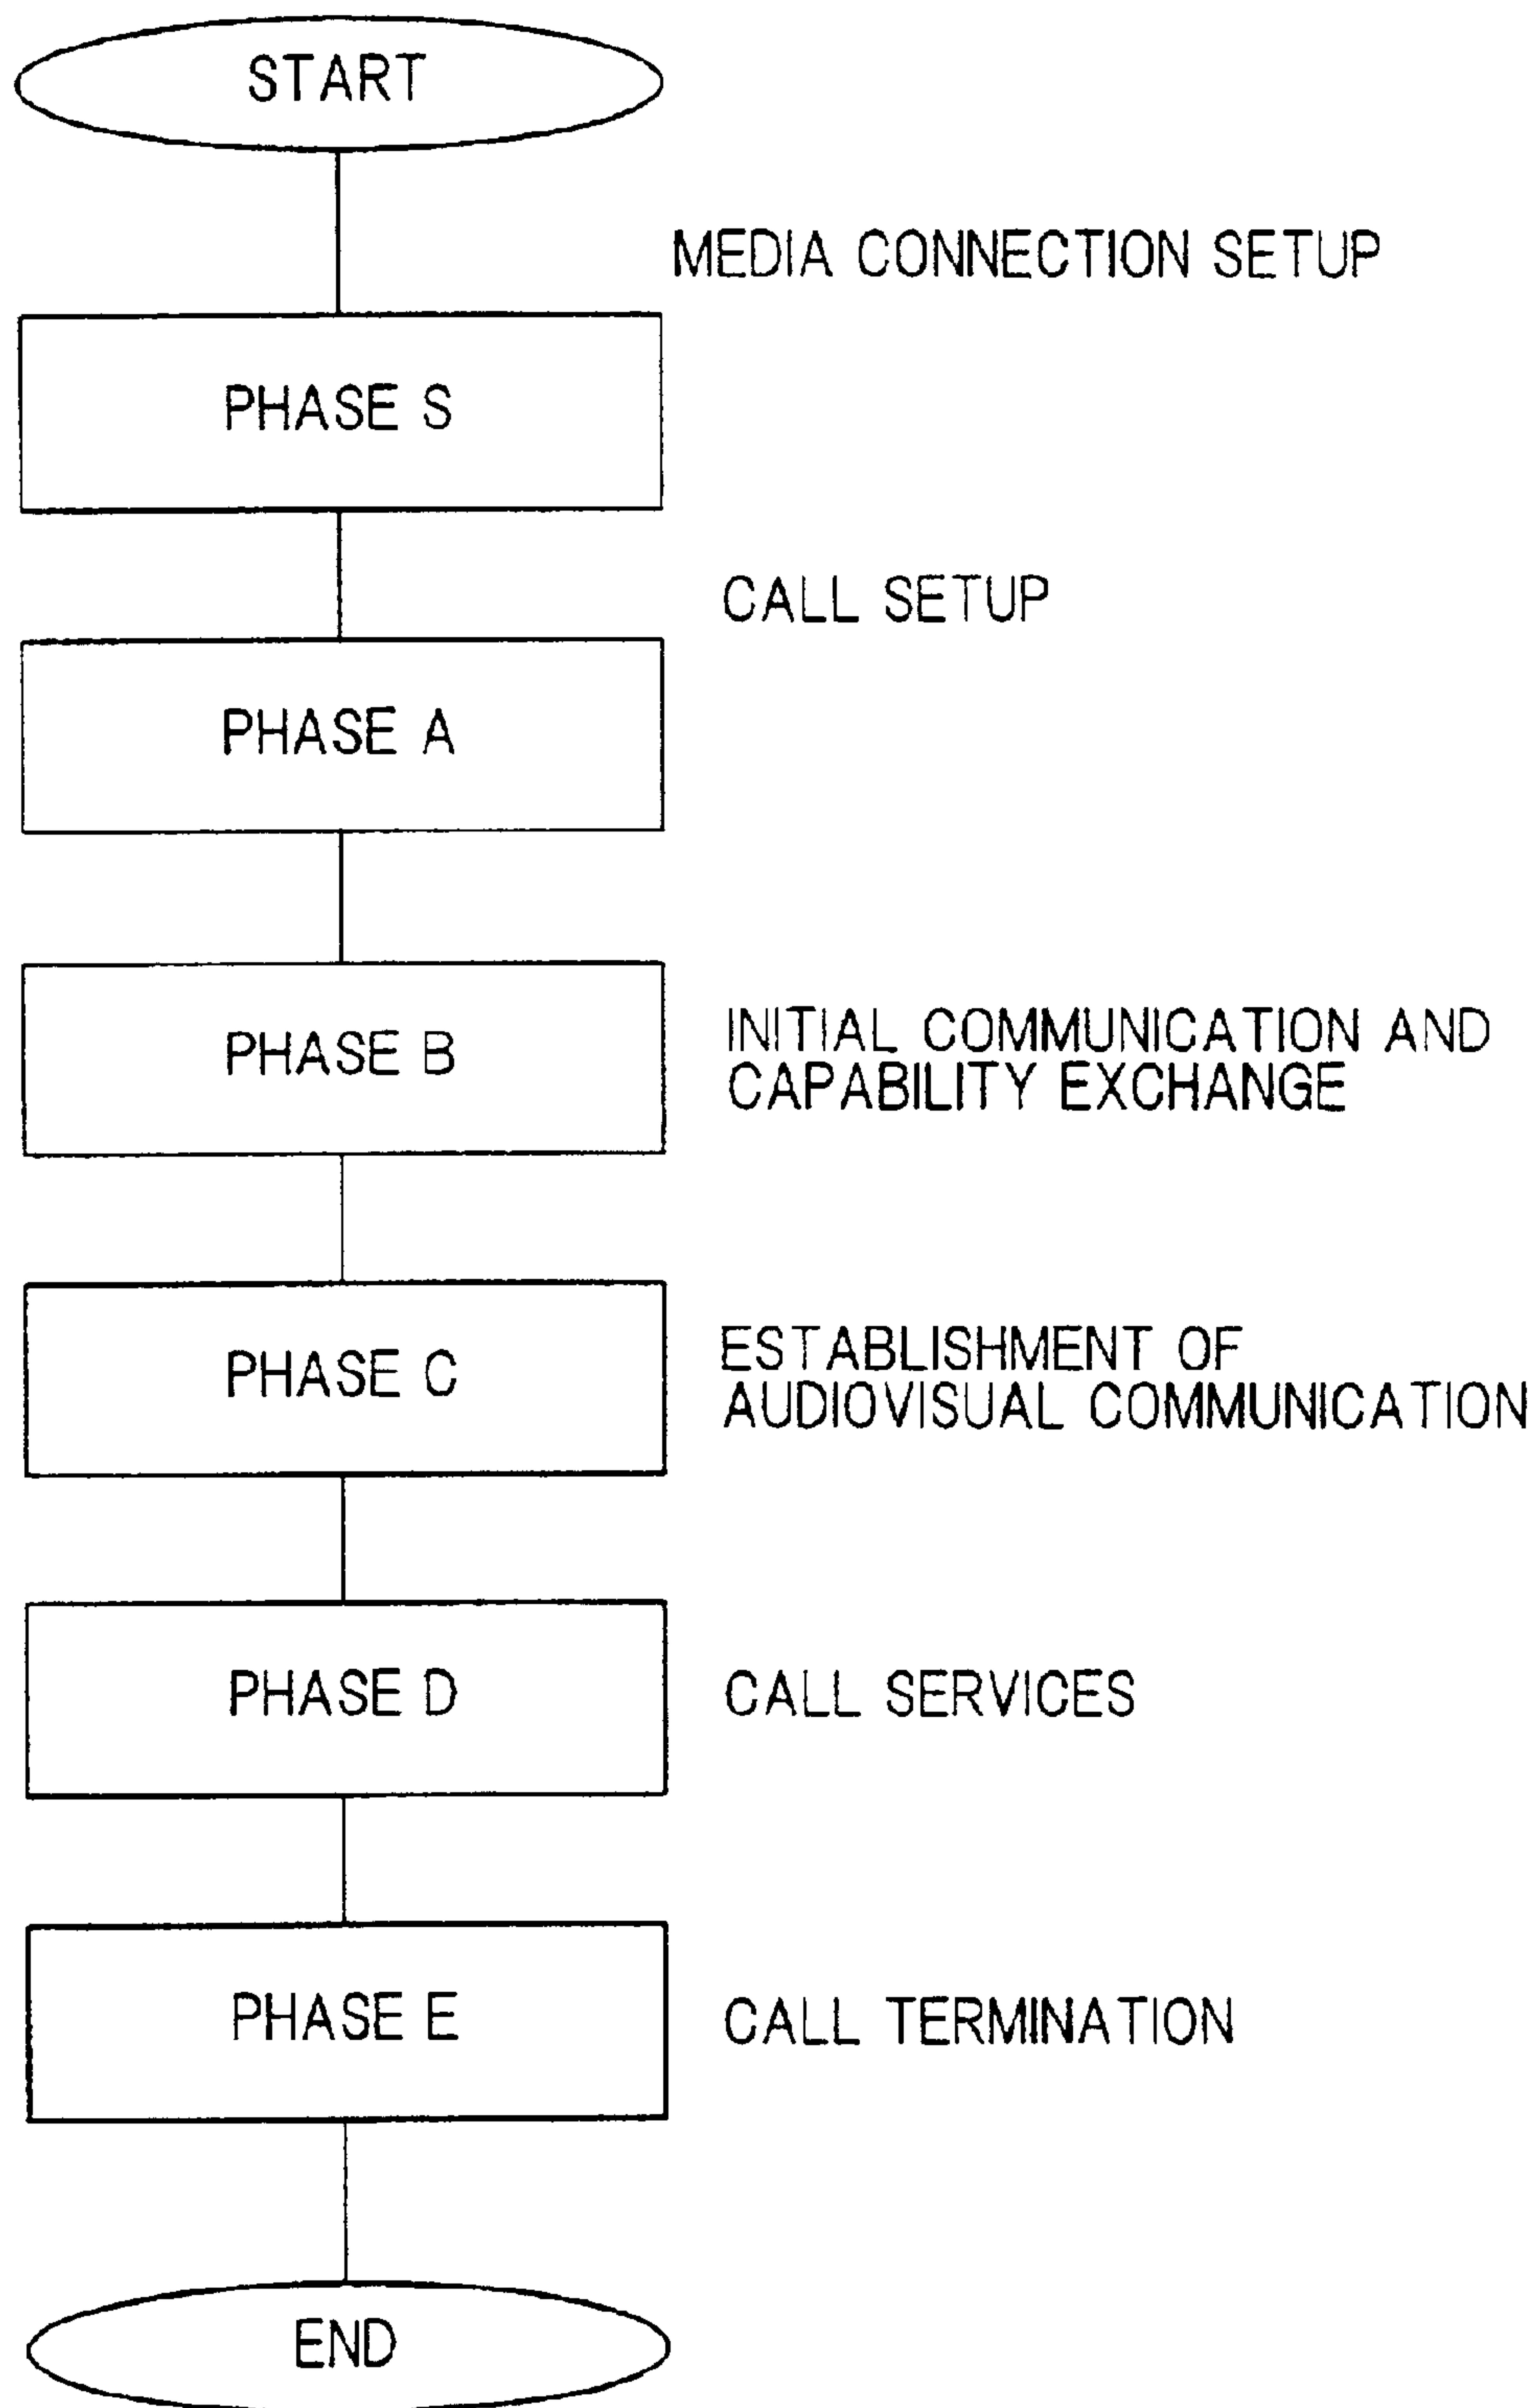 START
MEDIA CONNECTION SETUP
PHASE S
CALL SETUP
PHASE A
PHASE B
INITIAL COMMUNICATION AND
CAPABILITY EXCHANGE
PHASE C
ESTABLISHMENT OF
AUDIOVISUAL COMMUNICATION
PHASE D
CALL SERVICES
PHASE E
CALL TERMINATION
END